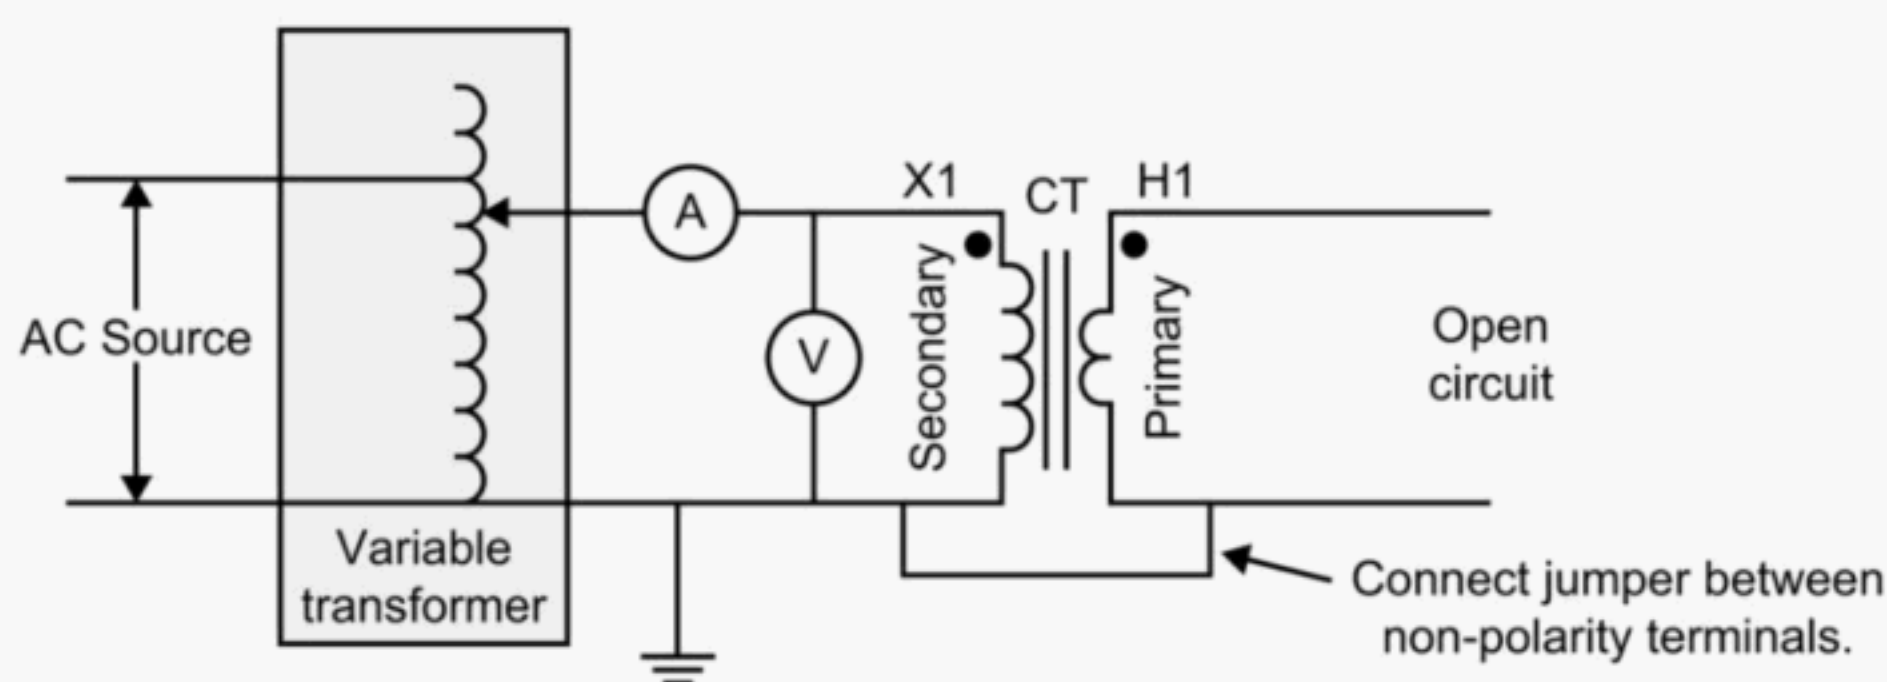 AC Source
Variable
transformer
A
V
X1
CT
H1
Secondary
Primary
Open
circuit
Connect jumper between
non-polarity terminals.